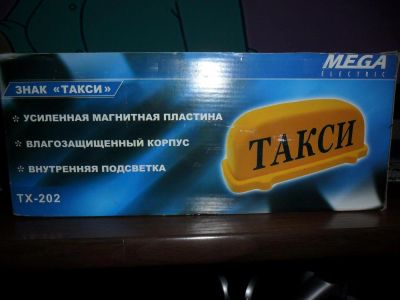 MEGA
ELECTRIC
ЗНАК «ТАКСИ»
* УСИЛЕННАЯ МАГНИТНАЯ ПЛАСТИНА
* ВЛАГОЗАЩИЩЕННЫЙ КОРПУС
* ВНУТРЕННЯЯ ПОДСВЕТКА
ТАКСИ
TX-202